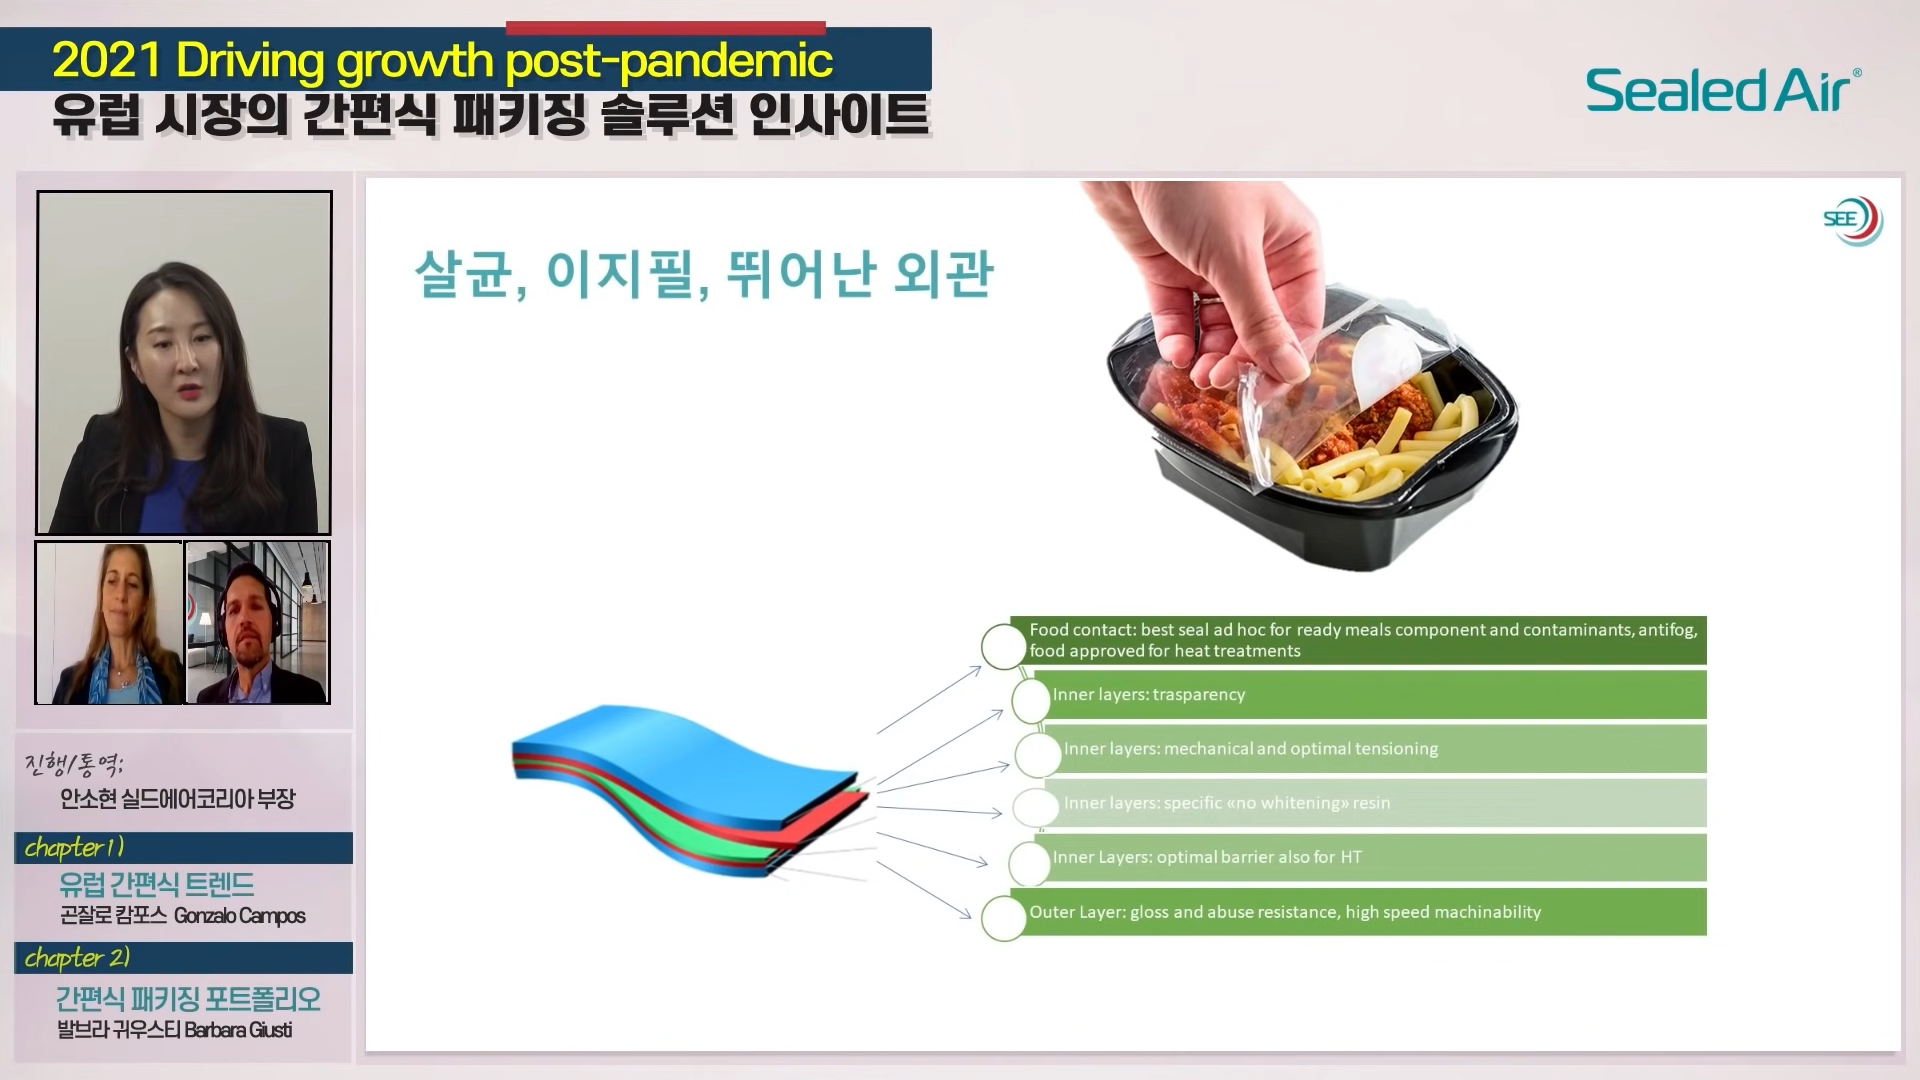 2021 Driving growth post-pandemic
유럽 시장의 간편식 패키징 솔루션 인사이트
Sealed Air®
SEE
살균, 이지필, 뛰어난 외관
Food contact: best seal ad hoc for ready meals component and contaminants, antifog,
food approved for heat treatments
Inner layers: trasparency
Inner layers: mechanical and optimal tensioning
Inner layers: specific «no whitening» resin
Inner Layers: optimal barrier also for HT
Outer Layer: gloss and abuse resistance, high speed machinability
진행/통역;
안소현 실드에어코리아 부장
chapter 1)
유럽 간편식 트렌드
곤잘로 캄포스 Gonzalo Campos
chapter 2)
간편식 패키징 포트폴리오
발브라 귀우스티 Barbara Giusti